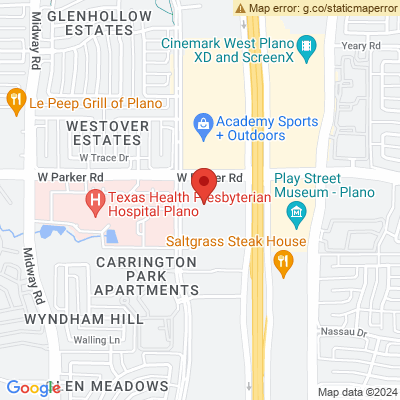 Map error: g.co/staticmaperror
GLENHOLLOW
ESTATES
Midway Rd
Cinemark West Plano
XD and ScreenX
Yeary Rd
Le Peep Grill of Plano
WESTOVER
ESTATES
Academy Sports
+ Outdoors
W Trace Dr
W Parker Rd
W Parker Rd
Texas Health Presbyterian
Hospital Plano
Play Street
Museum - Plano
Saltgrass Steak House
Midway Rd
CARRINGTON
PARK
APARTMENTS
WYNDHAM HILL
Walling Ln
Nassau Dr
GLEN MEADOWS
Google
Map data ©2024